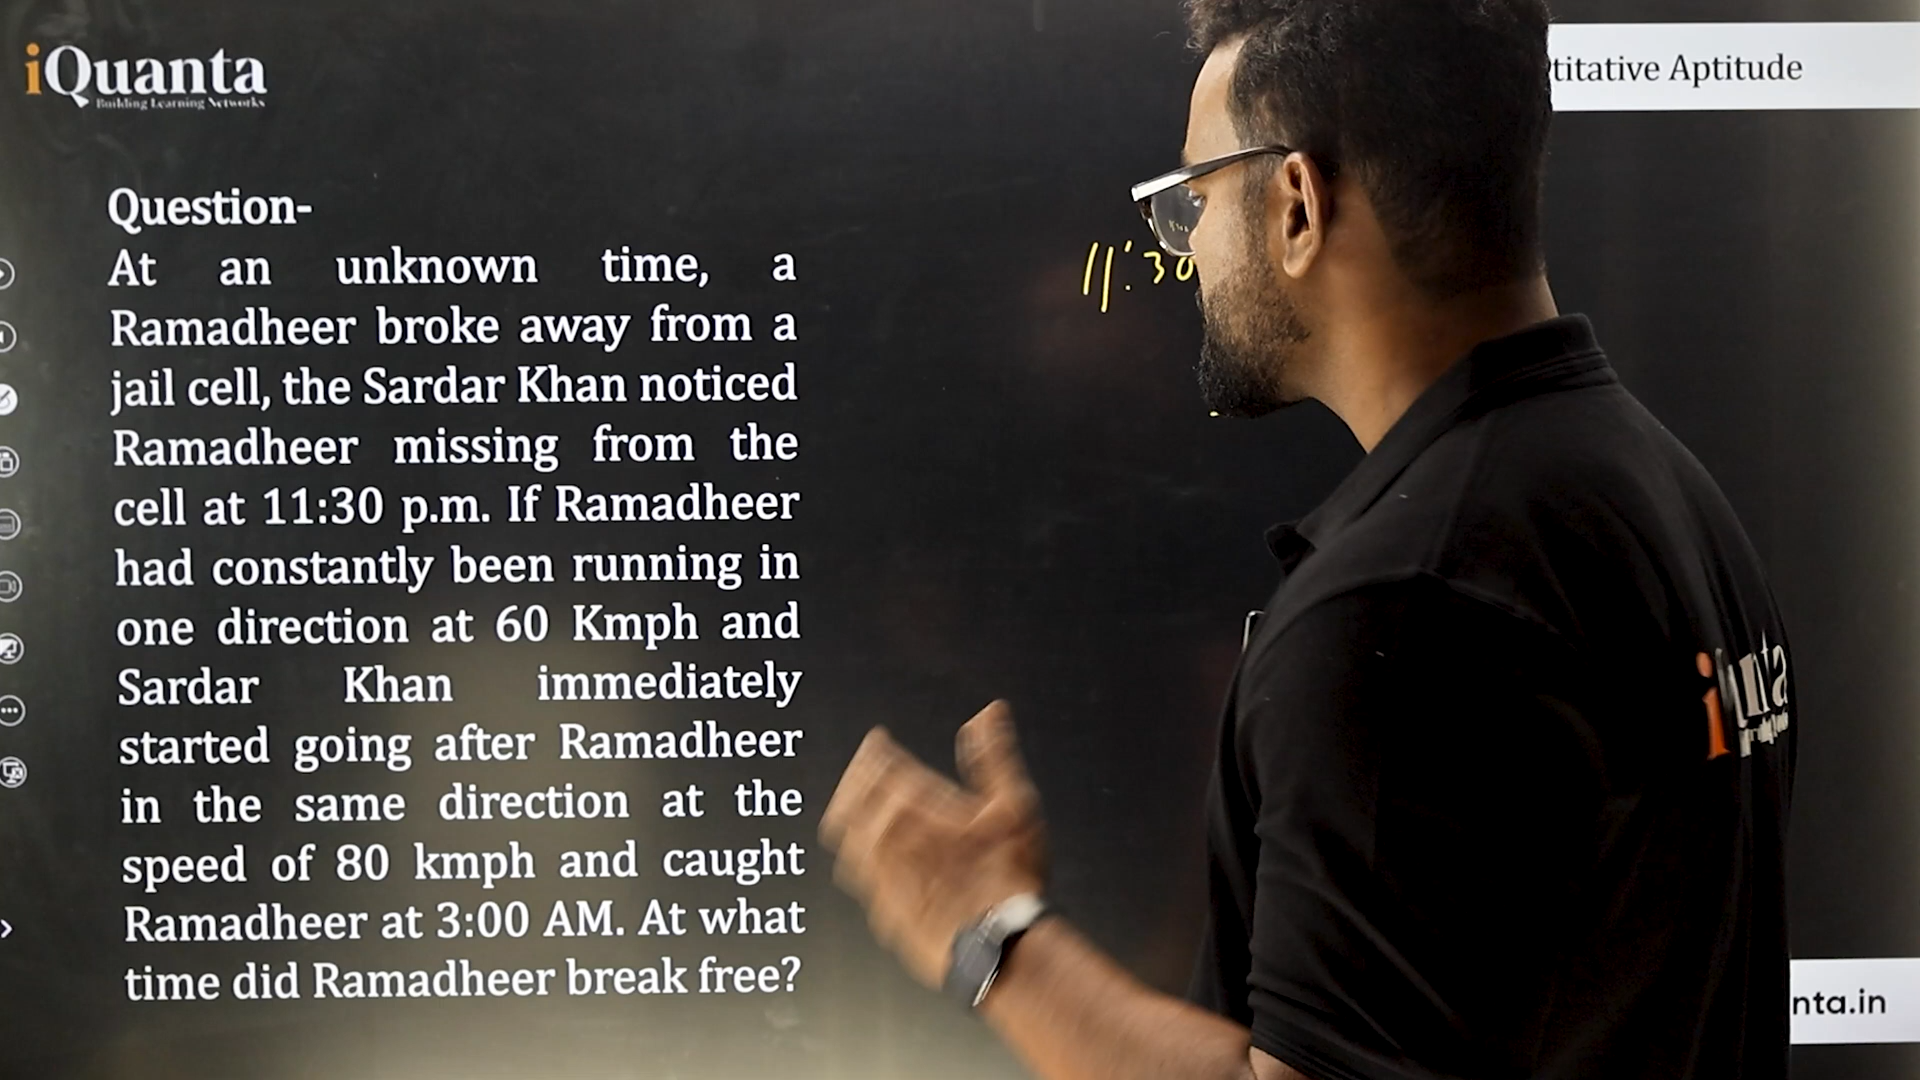 iQuanta
Building Learning Networks
titative Aptitude
Question-
At an unknown time, a
Ramadheer broke away from a
jail cell, the Sardar Khan noticed
Ramadheer missing from the
cell at 11:30 p.m. If Ramadheer
had constantly been running in
one direction at 60 Kmph and
Sardar Khan immediately
started going after Ramadheer
in the same direction at the
speed of 80 kmph and caught
Ramadheer at 3:00 AM. At what
time did Ramadheer break free?
11:30
nta.in